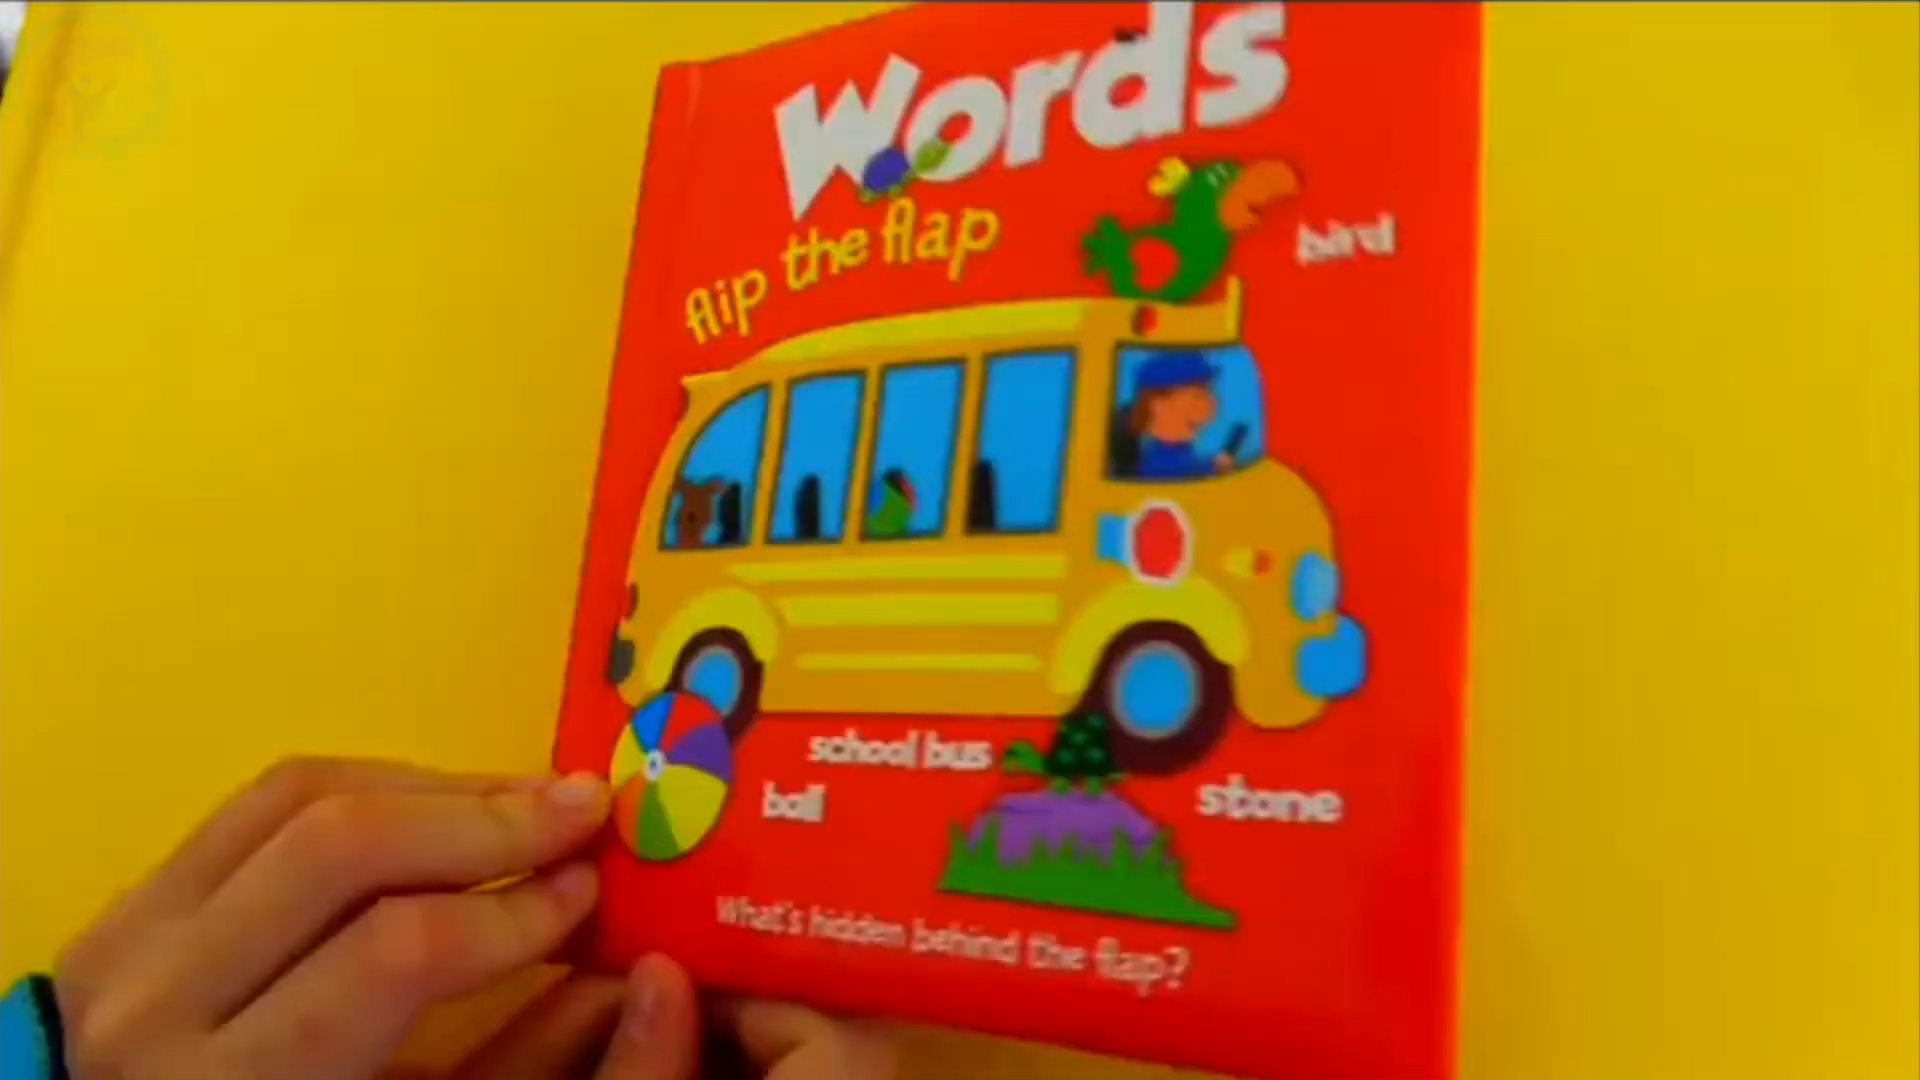 Words
flip the flap
bird
school bus
ball
stone
What's hidden behind the flap?